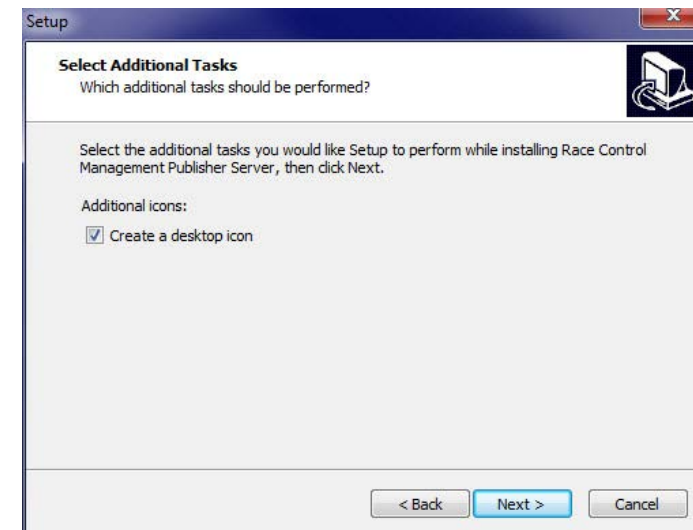 Setup
x
Select Additional Tasks
Which additional tasks should be performed?
Select the additional tasks you would like Setup to perform while installing Race Control
Management Publisher Server, then click Next.
Additional icons:
Create a desktop icon
< Back
Next >
Cancel